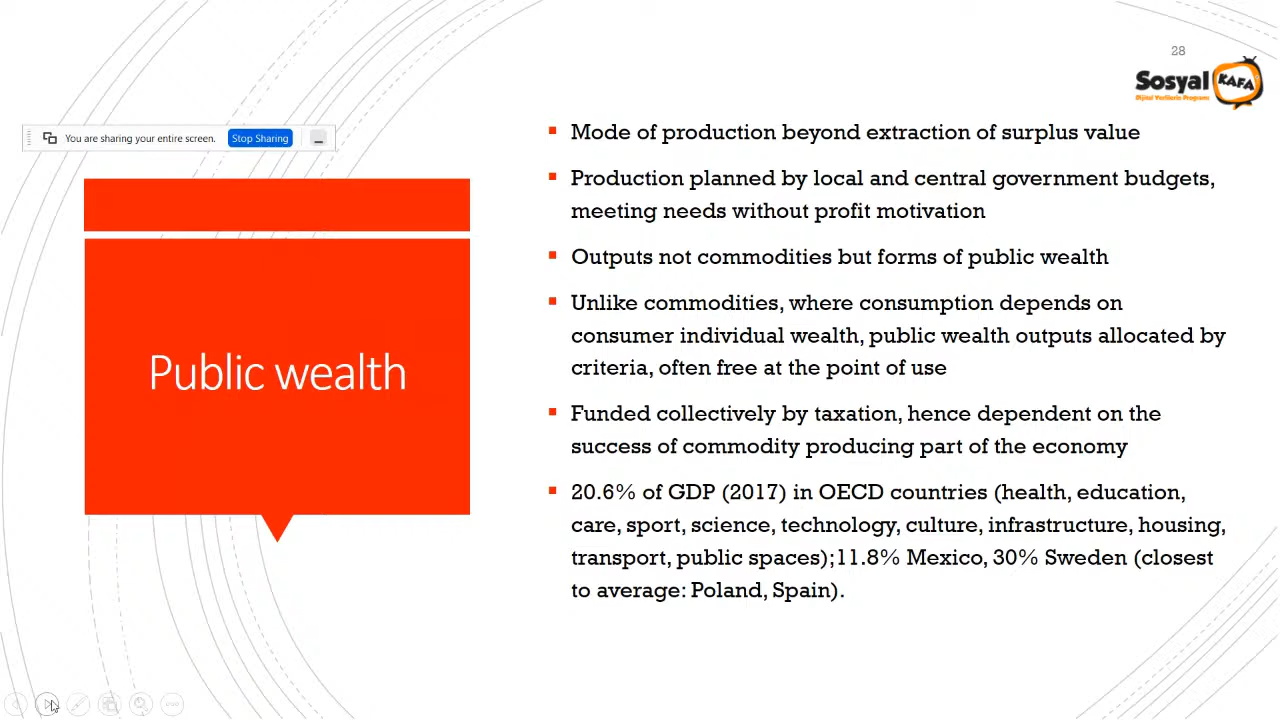 28
Sosyal KAFA
You are sharing your entire screen. Stop Sharing
Public wealth
Mode of production beyond extraction of surplus value
Production planned by local and central government budgets,
meeting needs without profit motivation
Outputs not commodities but forms of public wealth
Unlike commodities, where consumption depends on
consumer individual wealth, public wealth outputs allocated by
criteria, often free at the point of use
Funded collectively by taxation, hence dependent on the
success of commodity producing part of the economy
20.6% of GDP (2017) in OECD countries (health, education,
care, sport, science, technology, culture, infrastructure, housing,
transport, public spaces);11.8% Mexico, 30% Sweden (closest
to average: Poland, Spain).